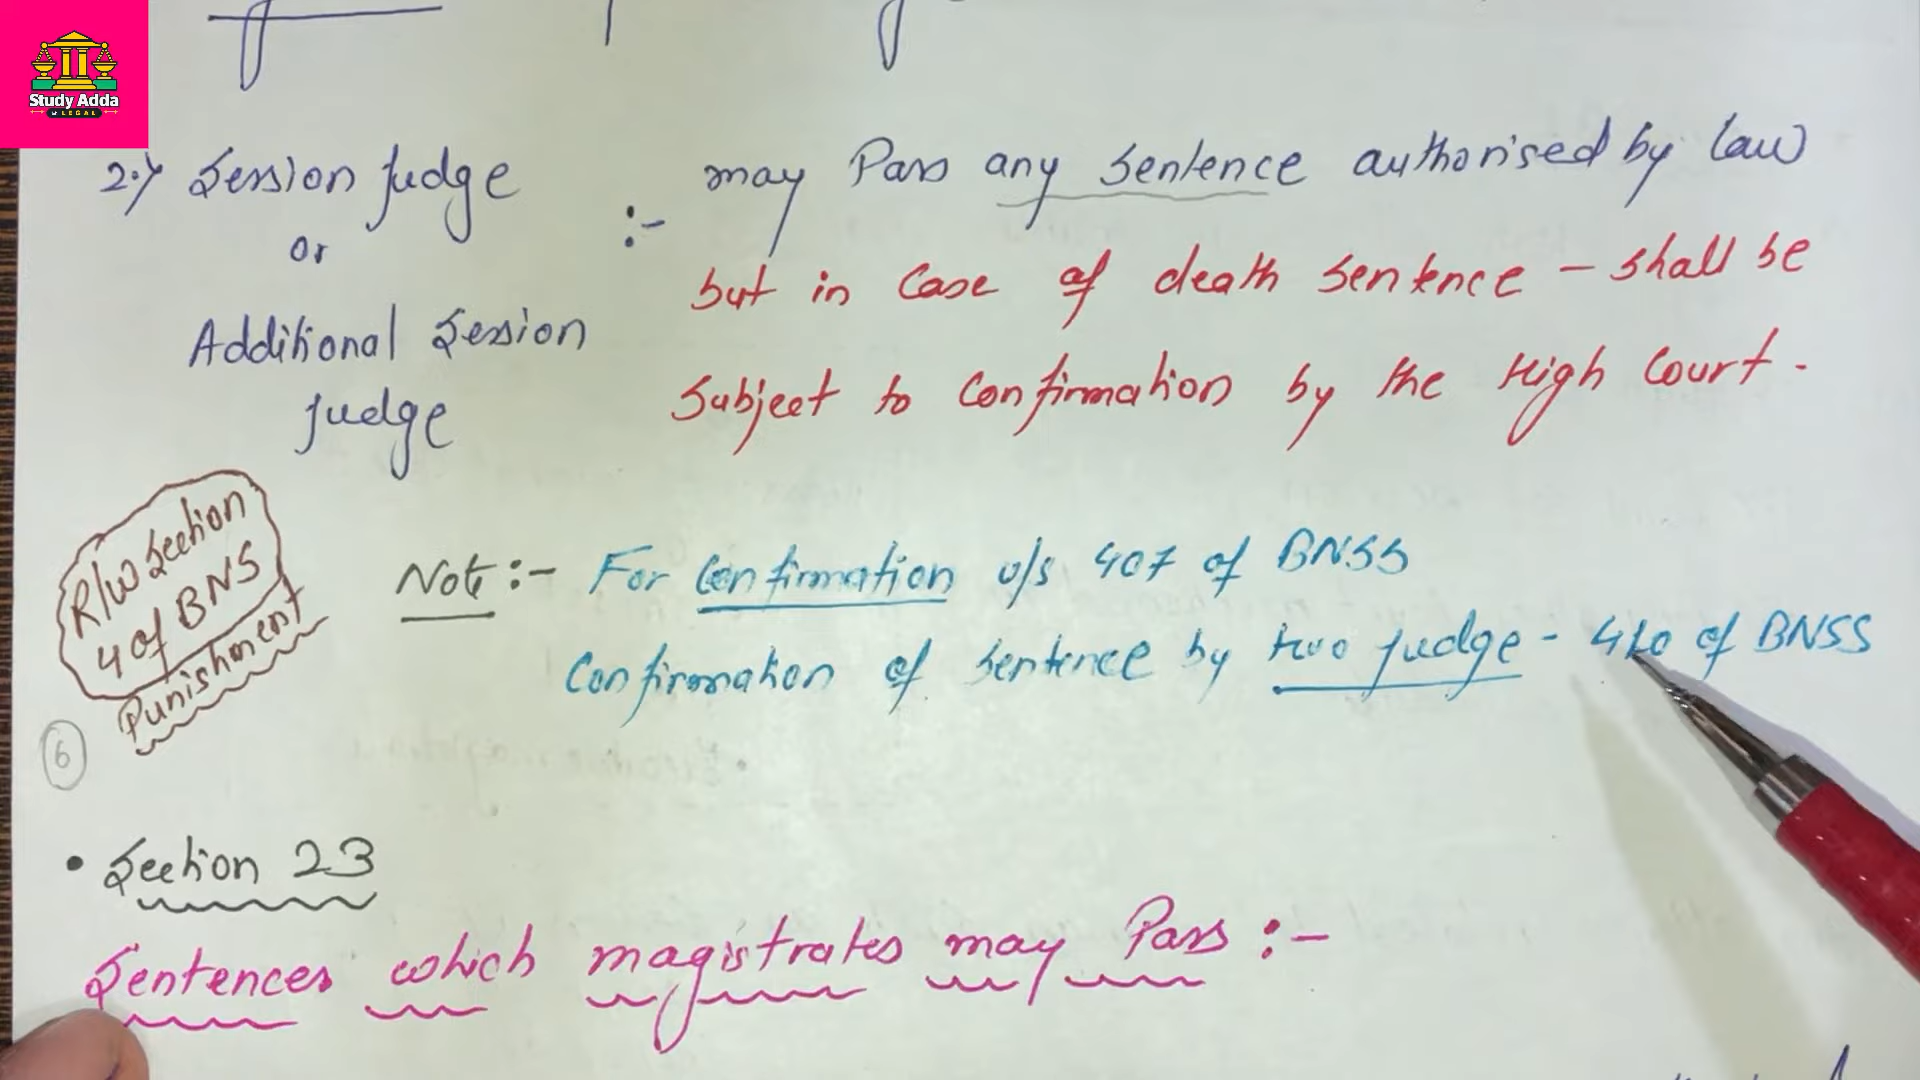 Study Adda
LEGAL
2.) Session Judge
or
Additional Session
Judge
:- may Pass any Sentence authorised by law
but in Case of death Sentence - shall be
Subject to Confirmation by the High Court.
R/W Section
4 of BNS
Punishment
Note :- For Confirmation u/s 407 of BNSS
Confirmation of Sentence by two Judge - 410 of BNSS
6
• Section 23
Sentences which magistrates may Pass :-